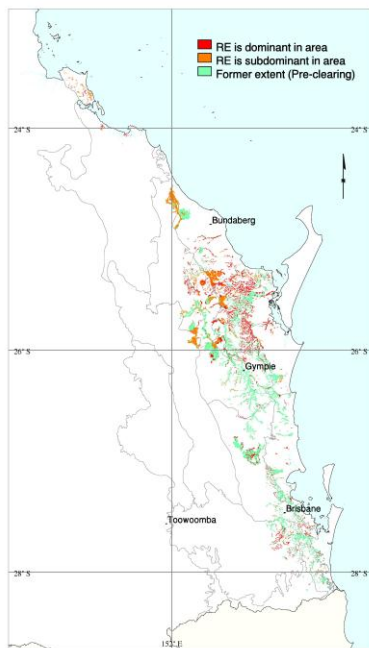 RE is dominant in area
RE is subdominant in area
Former extent (Pre-clearing)
24° S
24° S
Bundaberg
26° S
26° S
Gympie
Brisbane
Toowoomba
28° S
28° S
152° E